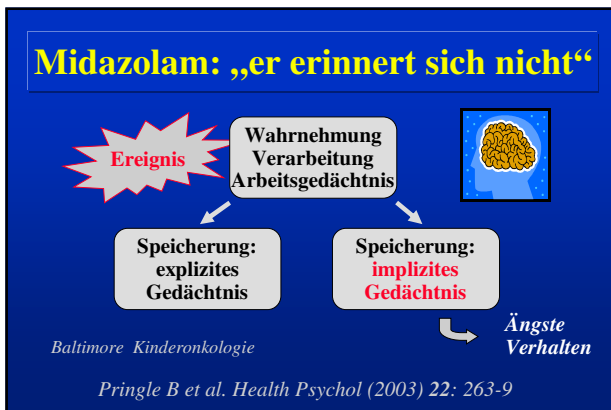 Midazolam: „er erinnert sich nicht“
Ereignis
Wahrnehmung
Verarbeitung
Arbeitsgedächtnis
Speicherung:
explizites
Gedächtnis
Speicherung:
implizites
Gedächtnis
Ängste
Verhalten
Baltimore Kinderonkologie
Pringle B et al. Health Psychol (2003) 22: 263-9